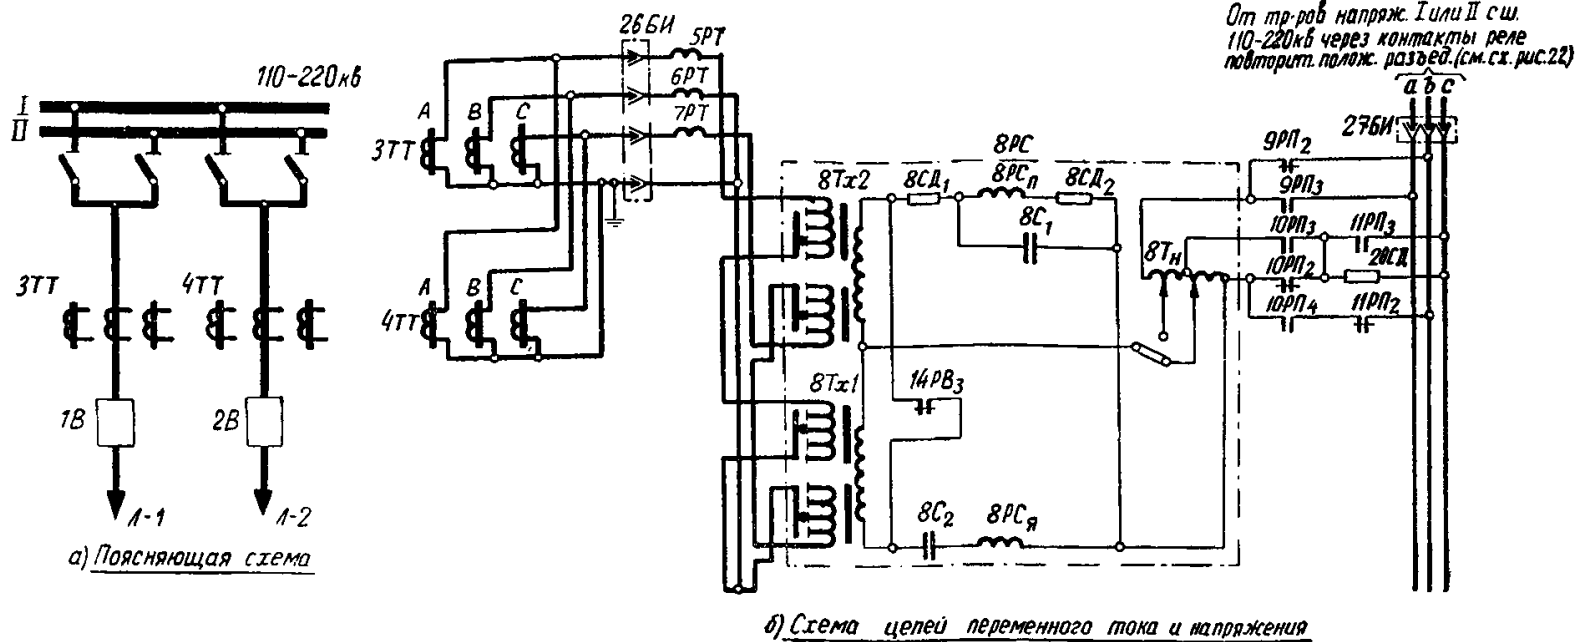 От тр-ров напряж. I или II с.ш.
110-220кв через контакты реле
повторит. полож. разъед. (см. сх. рис. 22)
a b c
27БИ
110-220кв
I
II
3ТТ
4ТТ
1В
2В
Л-1
Л-2
а) Поясняющая схема
26БИ
5РТ
6РТ
7РТ
A B C
3ТТ
A B C
4ТТ
8РС
8Тх2
8СД1
8РСп
8СД2
8С1
8Тн
8Тх1
14РВ3
8С2
8РСя
9РП2
9РП3
10РП3
11РП3
10РП2
20СД
10РП4
11РП2
б) Схема цепей переменного тока и напряжения